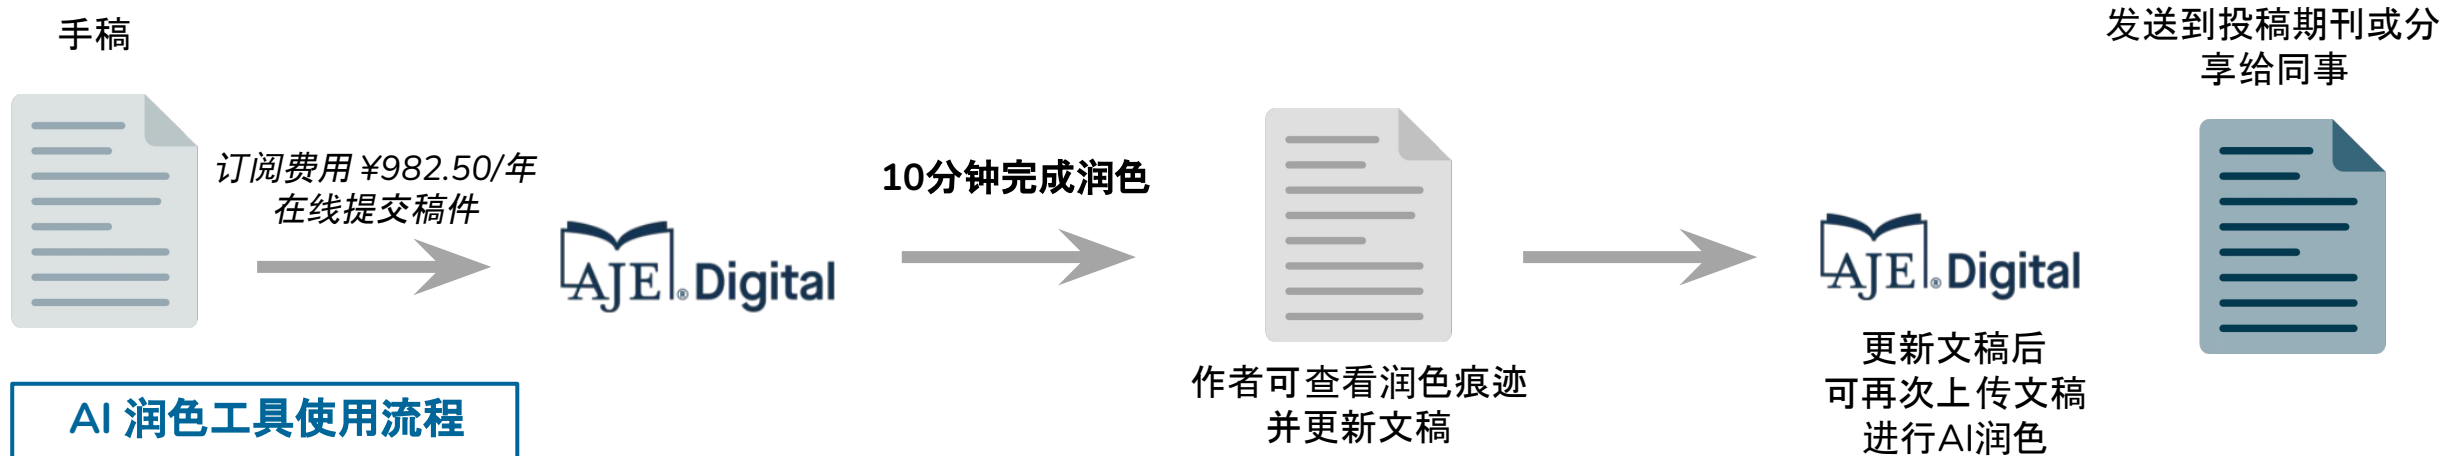 手稿
订阅费用 ¥982.50/年
在线提交稿件
AJE® Digital
10分钟完成润色
作者可查看润色痕迹
并更新文稿
AJE® Digital
更新文稿后
可再次上传文稿
进行AI润色
发送到投稿期刊或分
享给同事
AI 润色工具使用流程